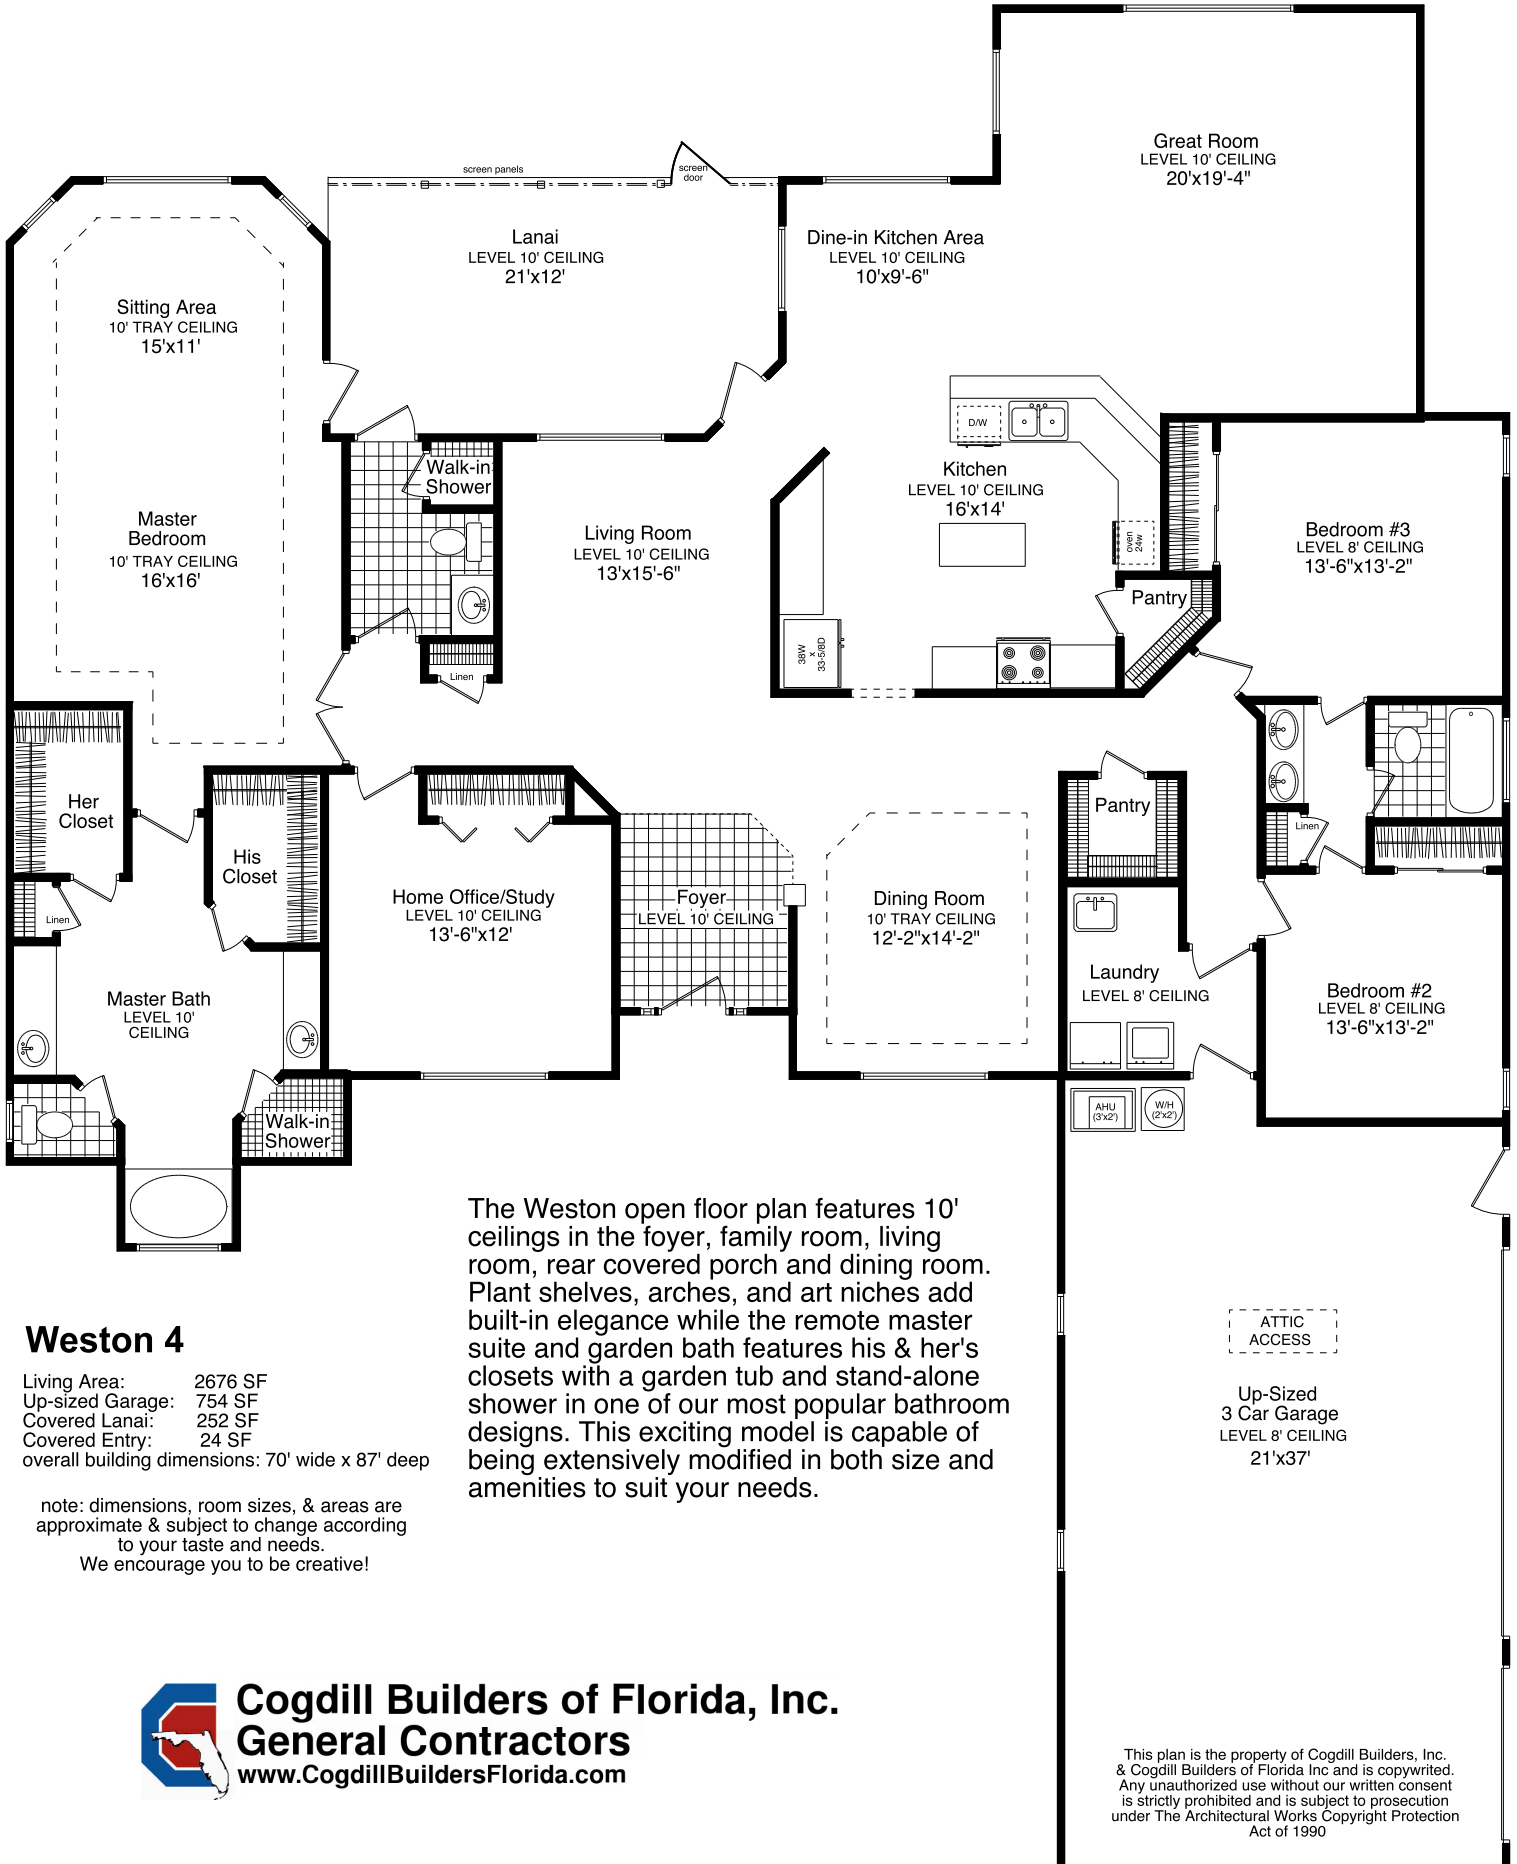 Great Room
LEVEL 10' CEILING
20'x19'-4"
screen panels
screen
door
Lanai
LEVEL 10' CEILING
21'x12'
Dine-in Kitchen Area
LEVEL 10' CEILING
10'x9'-6"
Sitting Area
10' TRAY CEILING
15'x11'
D/W
Walk-in
Shower
Kitchen
LEVEL 10' CEILING
16'x14'
Master
Bedroom
10' TRAY CEILING
16'x16'
Living Room
LEVEL 10' CEILING
13'x15'-6"
oven
24w
Bedroom #3
LEVEL 8' CEILING
13'-6"x13'-2"
Pantry
38W
x
33-5/8D
Linen
Her
Closet
His
Closet
Pantry
Linen
Linen
Home Office/Study
LEVEL 10' CEILING
13'-6"x12'
Foyer
LEVEL 10' CEILING
Dining Room
10' TRAY CEILING
12'-2"x14'-2"
Laundry
LEVEL 8' CEILING
Bedroom #2
LEVEL 8' CEILING
13'-6"x13'-2"
Master Bath
LEVEL 10'
CEILING
Walk-in
Shower
AHU
(3'x2')
W/H
(2'x2')
The Weston open floor plan features 10'
ceilings in the foyer, family room, living
room, rear covered porch and dining room.
Plant shelves, arches, and art niches add
built-in elegance while the remote master
suite and garden bath features his & her's
closets with a garden tub and stand-alone
shower in one of our most popular bathroom
designs. This exciting model is capable of
being extensively modified in both size and
amenities to suit your needs.
Weston 4
Living Area: 2676 SF
Up-sized Garage: 754 SF
Covered Lanai: 252 SF
Covered Entry: 24 SF
overall building dimensions: 70' wide x 87' deep
note: dimensions, room sizes, & areas are
approximate & subject to change according
to your taste and needs.
We encourage you to be creative!
ATTIC
ACCESS
Up-Sized
3 Car Garage
LEVEL 8' CEILING
21'x37'
Cogdill Builders of Florida, Inc.
General Contractors
www.CogdillBuildersFlorida.com
This plan is the property of Cogdill Builders, Inc.
& Cogdill Builders of Florida Inc and is copywrited.
Any unauthorized use without our written consent
is strictly prohibited and is subject to prosecution
under The Architectural Works Copyright Protection
Act of 1990